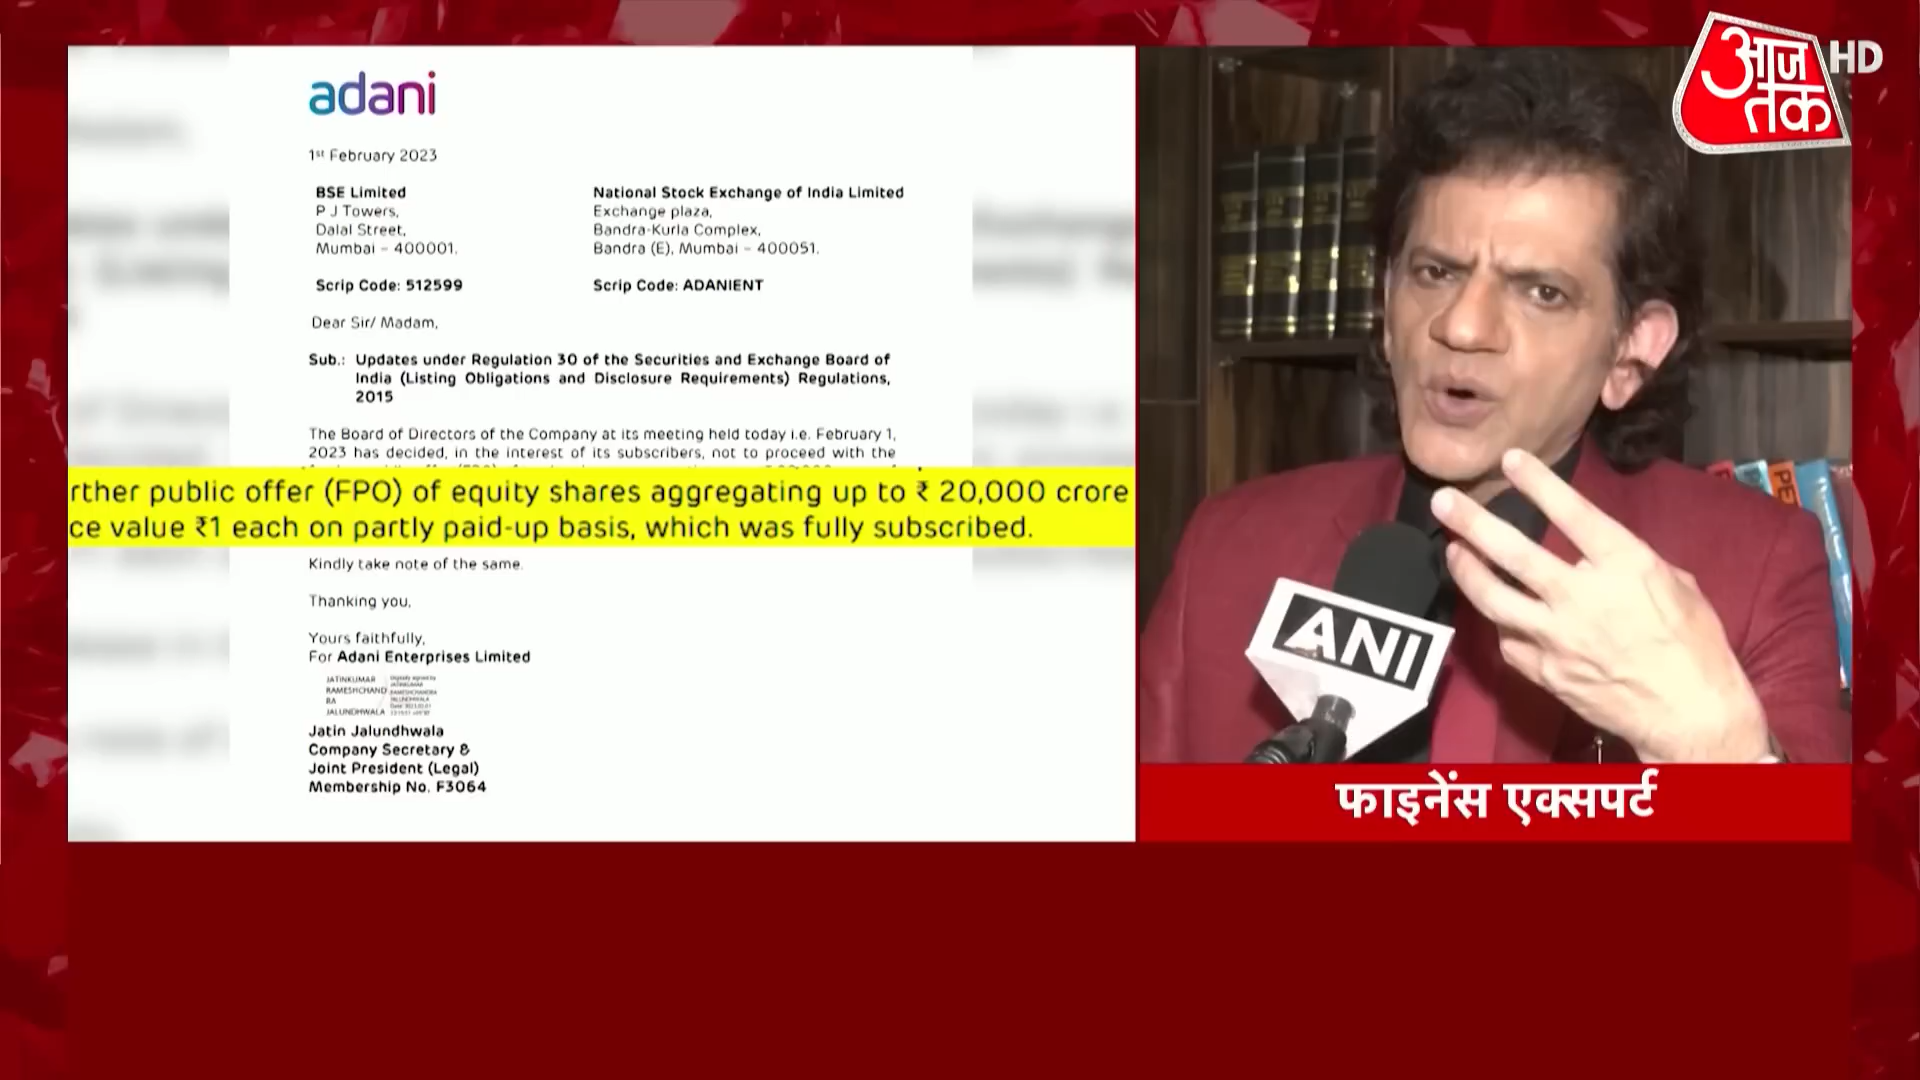 adani
1st February 2023
BSE Limited
P J Towers,
Dalal Street,
Mumbai – 400001.
National Stock Exchange of India Limited
Exchange plaza,
Bandra-Kurla Complex,
Bandra (E), Mumbai – 400051.
Scrip Code: 512599
Scrip Code: ADANIENT
Dear Sir/ Madam,
Sub.: Updates under Regulation 30 of the Securities and Exchange Board of
India (Listing Obligations and Disclosure Requirements) Regulations,
2015
The Board of Directors of the Company at its meeting held today i.e. February 1,
2023 has decided, in the interest of its subscribers, not to proceed with the
rther public offer (FPO) of equity shares aggregating up to ₹ 20,000 crore
ce value ₹1 each on partly paid-up basis, which was fully subscribed.
Kindly take note of the same.
Thanking you,
Yours faithfully,
For Adani Enterprises Limited
JATINKUMAR
RAMESHCHAND
RA
JALUNDHWALA
Jatin Jalundhwala
Company Secretary &
Joint President (Legal)
Membership No. F3064
आज
तक
HD
ANI
फाइनेंस एक्सपर्ट